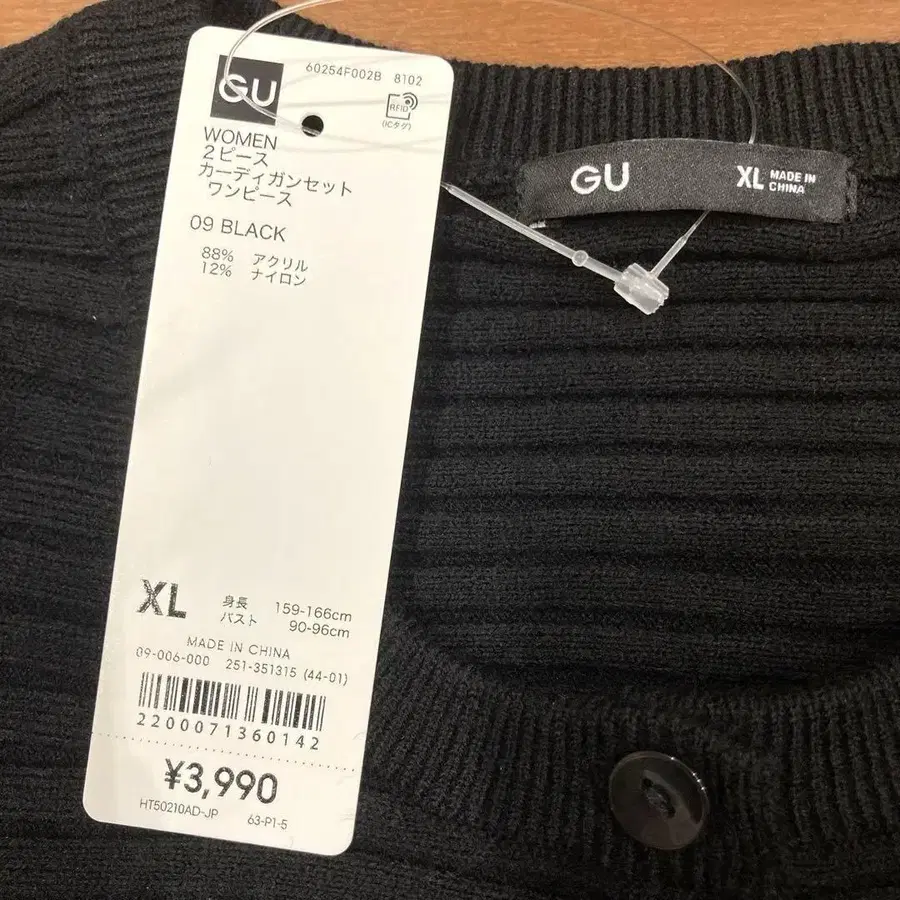 GU
60254F002B 8102
RFID
(ICタグ)
WOMEN
2ピース
カーディガンセット
ワンピース
09 BLACK
88% アクリル
12% ナイロン
XL 身長 159-166cm
バスト 90-96cm
MADE IN CHINA
09-006-000 251-351315 (44-01)
2200071360142
¥3,990
HT50210AD-JP 63-P1-5
GU XL MADE IN
CHINA